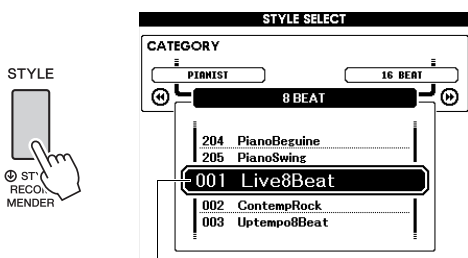 STYLE SELECT
CATEGORY
PIANIST
16 BEAT
8 BEAT
STYLE
204 PianoBeguine
205 PianoSwing
001 Live8Beat
002 ContempRock
003 Uptempo8Beat
MENDER